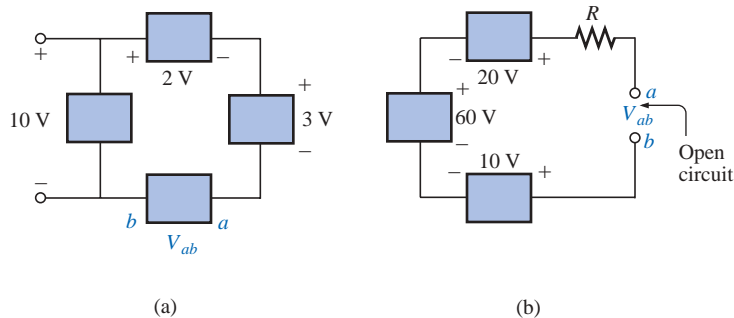 +
+
2 V
−
10 V
+
3 V
−
−
b
a
V_ab
(a)
R
−
20 V
+
+
60 V
−
a
V_ab
b
Open
circuit
−
10 V
+
(b)